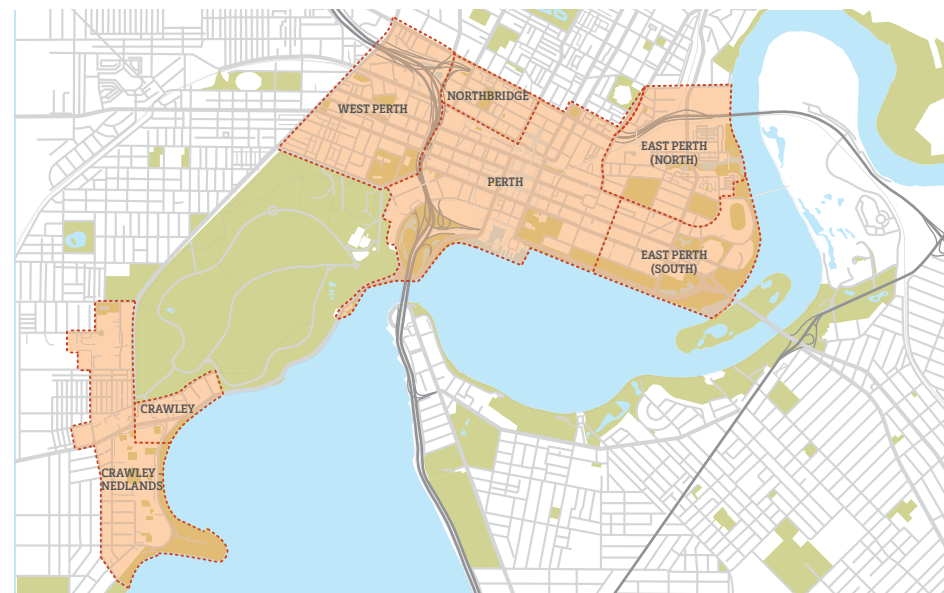 NORTHBRIDGE
WEST PERTH
EAST PERTH
(NORTH)
PERTH
EAST PERTH
(SOUTH)
CRAWLEY
CRAWLEY
NEDLANDS